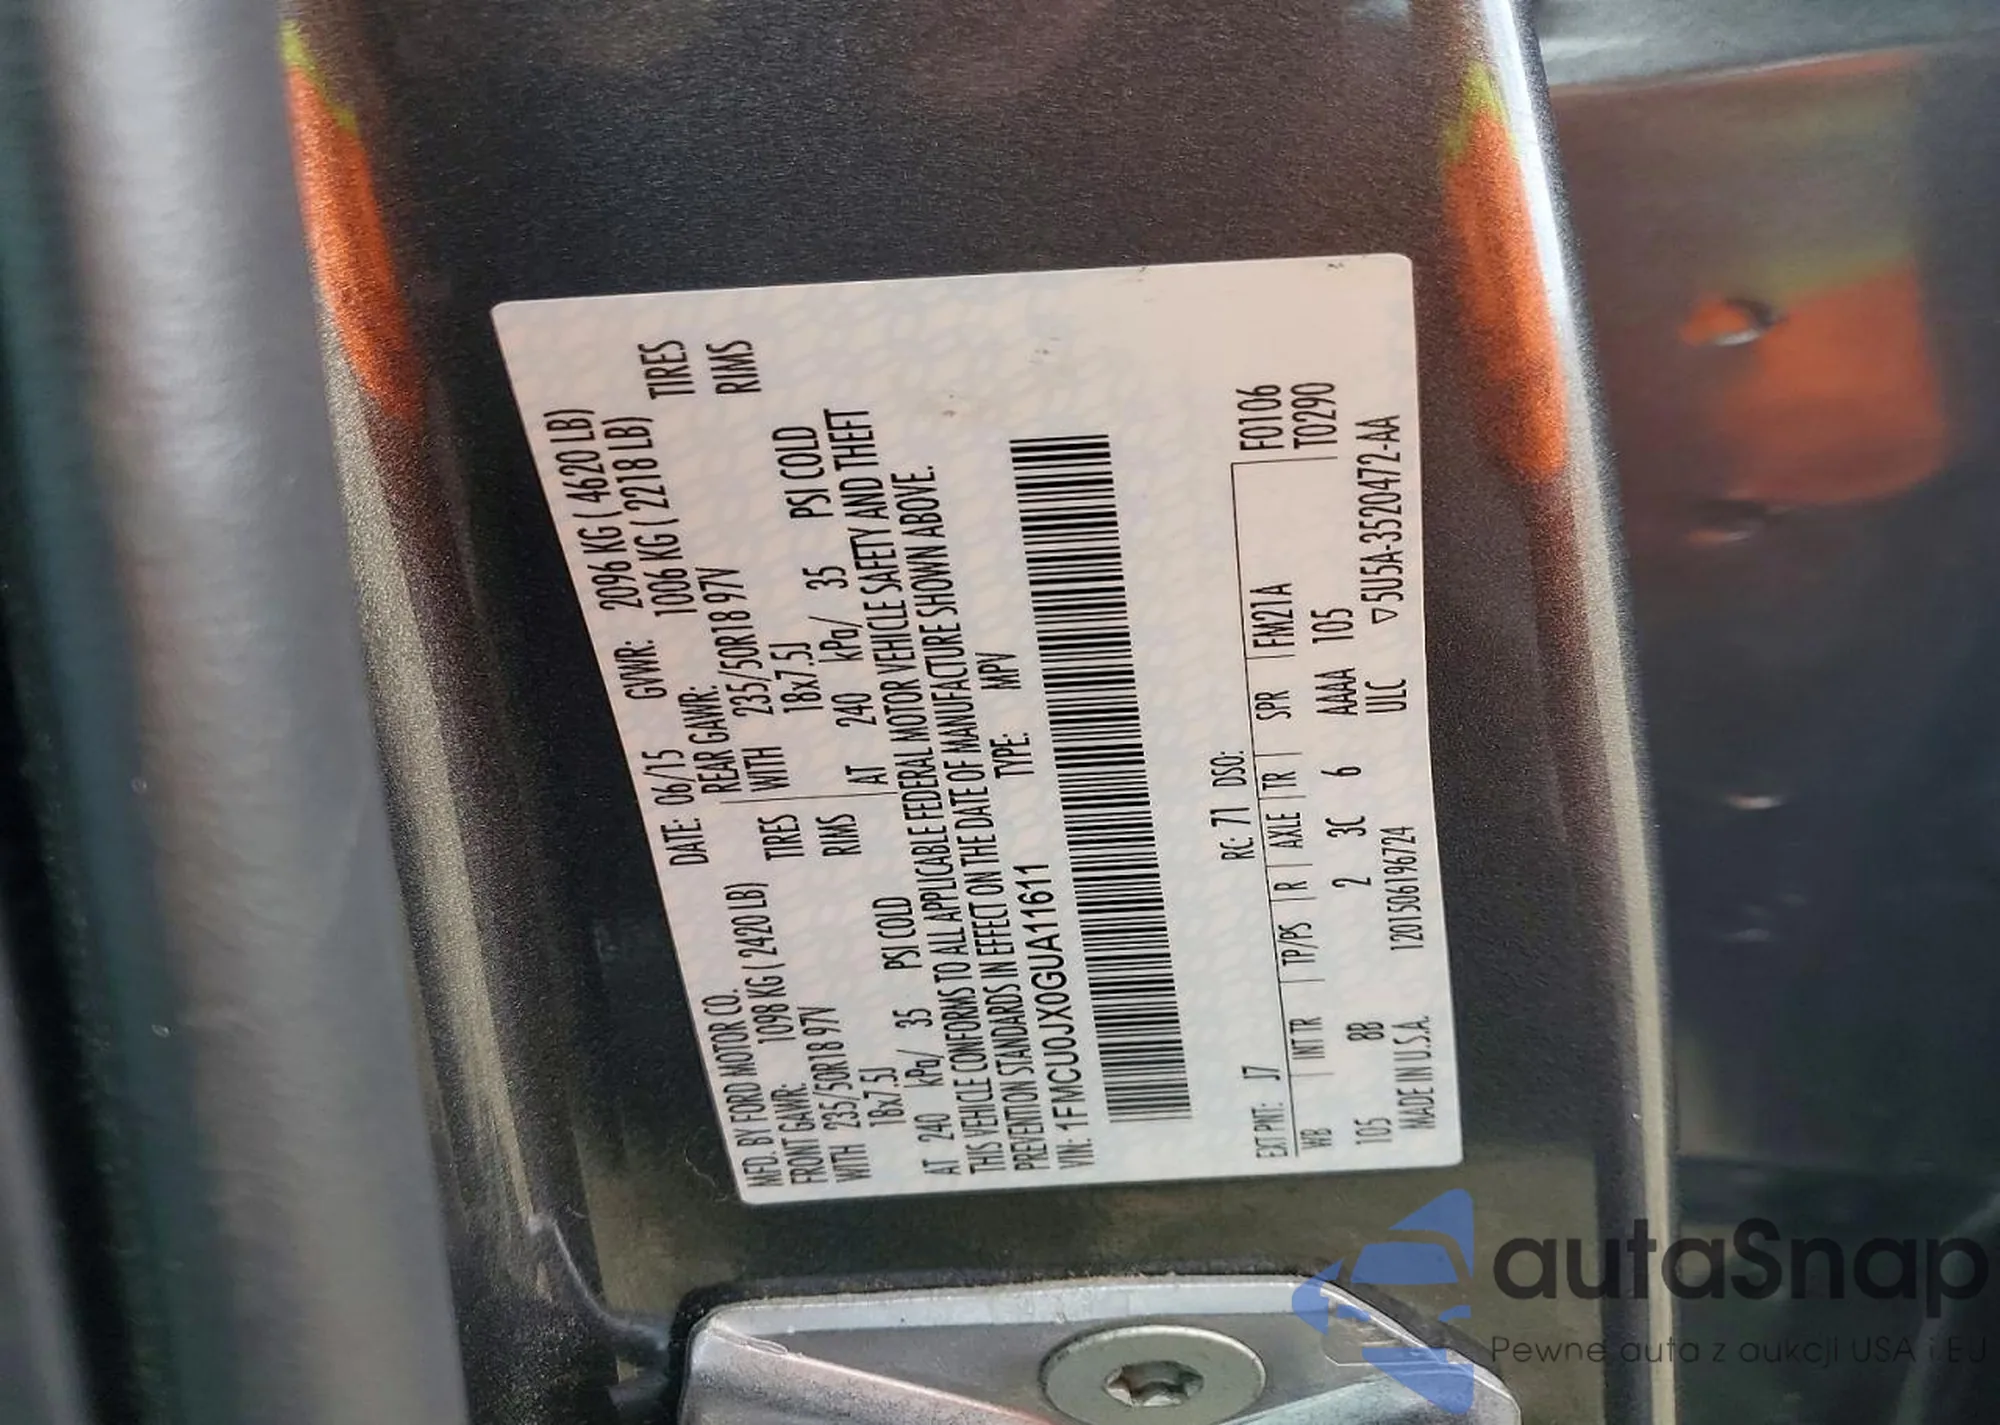 MFD. BY FORD MOTOR CO.
DATE: 06/15 GVWR: 2096 KG ( 4620 LB)
FRONT GAWR: 1098 KG ( 2420 LB) REAR GAWR: 1006 KG ( 2218 LB)
WITH 235/50R18 97V TIRES WITH 235/50R18 97V TIRES
18x7.5J RIMS 18x7.5J RIMS
AT 240 kPa/ 35 PSI COLD AT 240 kPa/ 35 PSI COLD
THIS VEHICLE CONFORMS TO ALL APPLICABLE FEDERAL MOTOR VEHICLE SAFETY AND THEFT
PREVENTION STANDARDS IN EFFECT ON THE DATE OF MANUFACTURE SHOWN ABOVE.
VIN: 1FMCU0JX0GUA11611 TYPE: MPV
F0106
T0290
EXT PNT: J7 RC: 71 DSO:
WB INT TR TP/PS R AXLE TR SPR FM21A
105 8B 2 3C 6 AAAA 105
MADE IN U.S.A. 1201506196724 ULC ▽5U5A-3520472-AA
autaSnap
Pewne auta z aukcji USA i EU